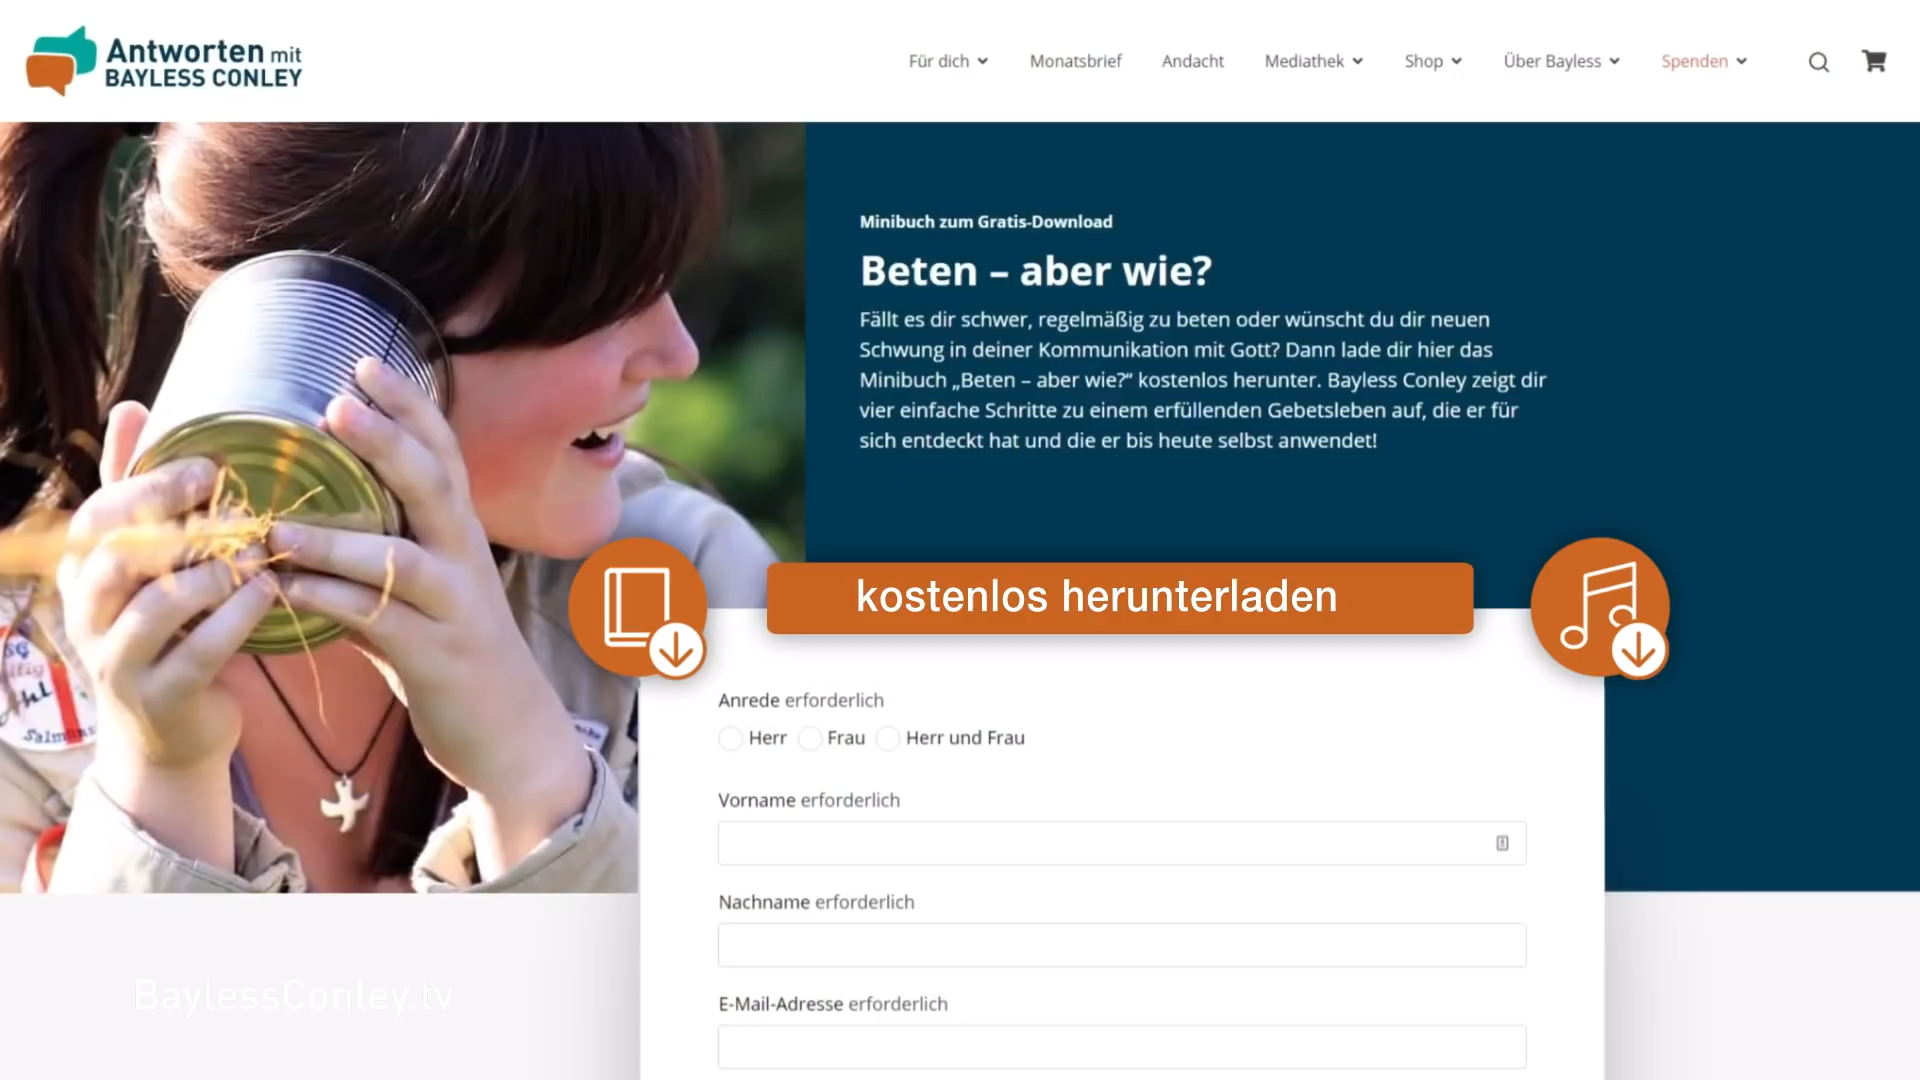 Antworten mit
BAYLESS CONLEY
Für dich
Monatsbrief
Andacht
Mediathek
Shop
Über Bayless
Spenden
Minibuch zum Gratis-Download
Beten – aber wie?
Fällt es dir schwer, regelmäßig zu beten oder wünscht du dir neuen
Schwung in deiner Kommunikation mit Gott? Dann lade dir hier das
Minibuch „Beten – aber wie?“ kostenlos herunter. Bayless Conley zeigt dir
vier einfache Schritte zu einem erfüllenden Gebetsleben auf, die er für
sich entdeckt hat und die er bis heute selbst anwendet!
kostenlos herunterladen
Anrede erforderlich
Herr
Frau
Herr und Frau
Vorname erforderlich
Nachname erforderlich
E-Mail-Adresse erforderlich
BaylessConley.tv